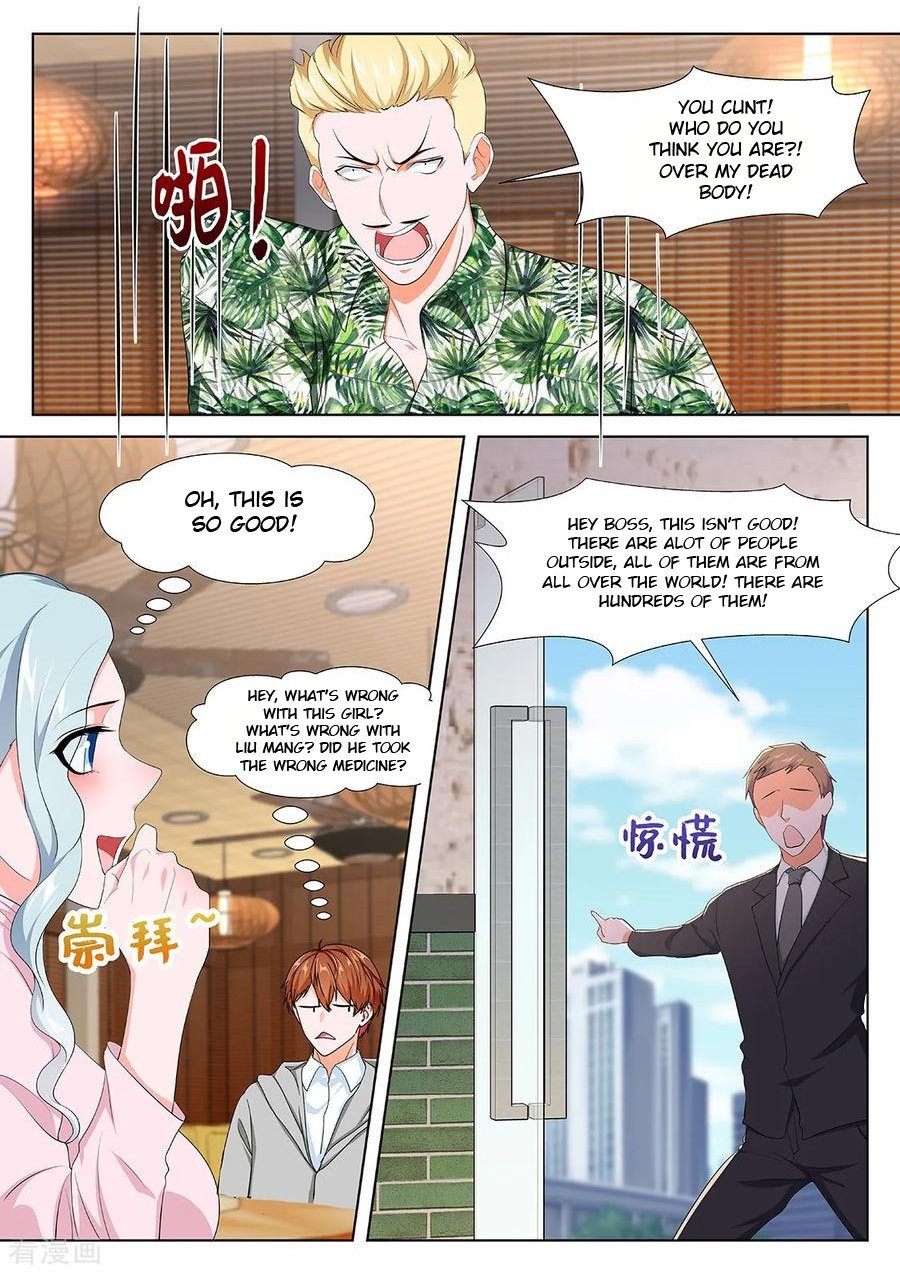 YOU CUNT!
WHO DO YOU
THINK YOU ARE?!
OVER MY DEAD
BODY!
啪!
OH, THIS IS
SO GOOD!
HEY, WHAT'S WRONG
WITH THIS GIRL?
WHAT'S WRONG WITH
LIU MANG? DID HE TOOK
THE WRONG MEDICINE?
崇拜~
HEY BOSS, THIS ISN'T GOOD!
THERE ARE ALOT OF PEOPLE
OUTSIDE, ALL OF THEM ARE FROM
ALL OVER THE WORLD! THERE ARE
HUNDREDS OF THEM!
惊慌
看漫画